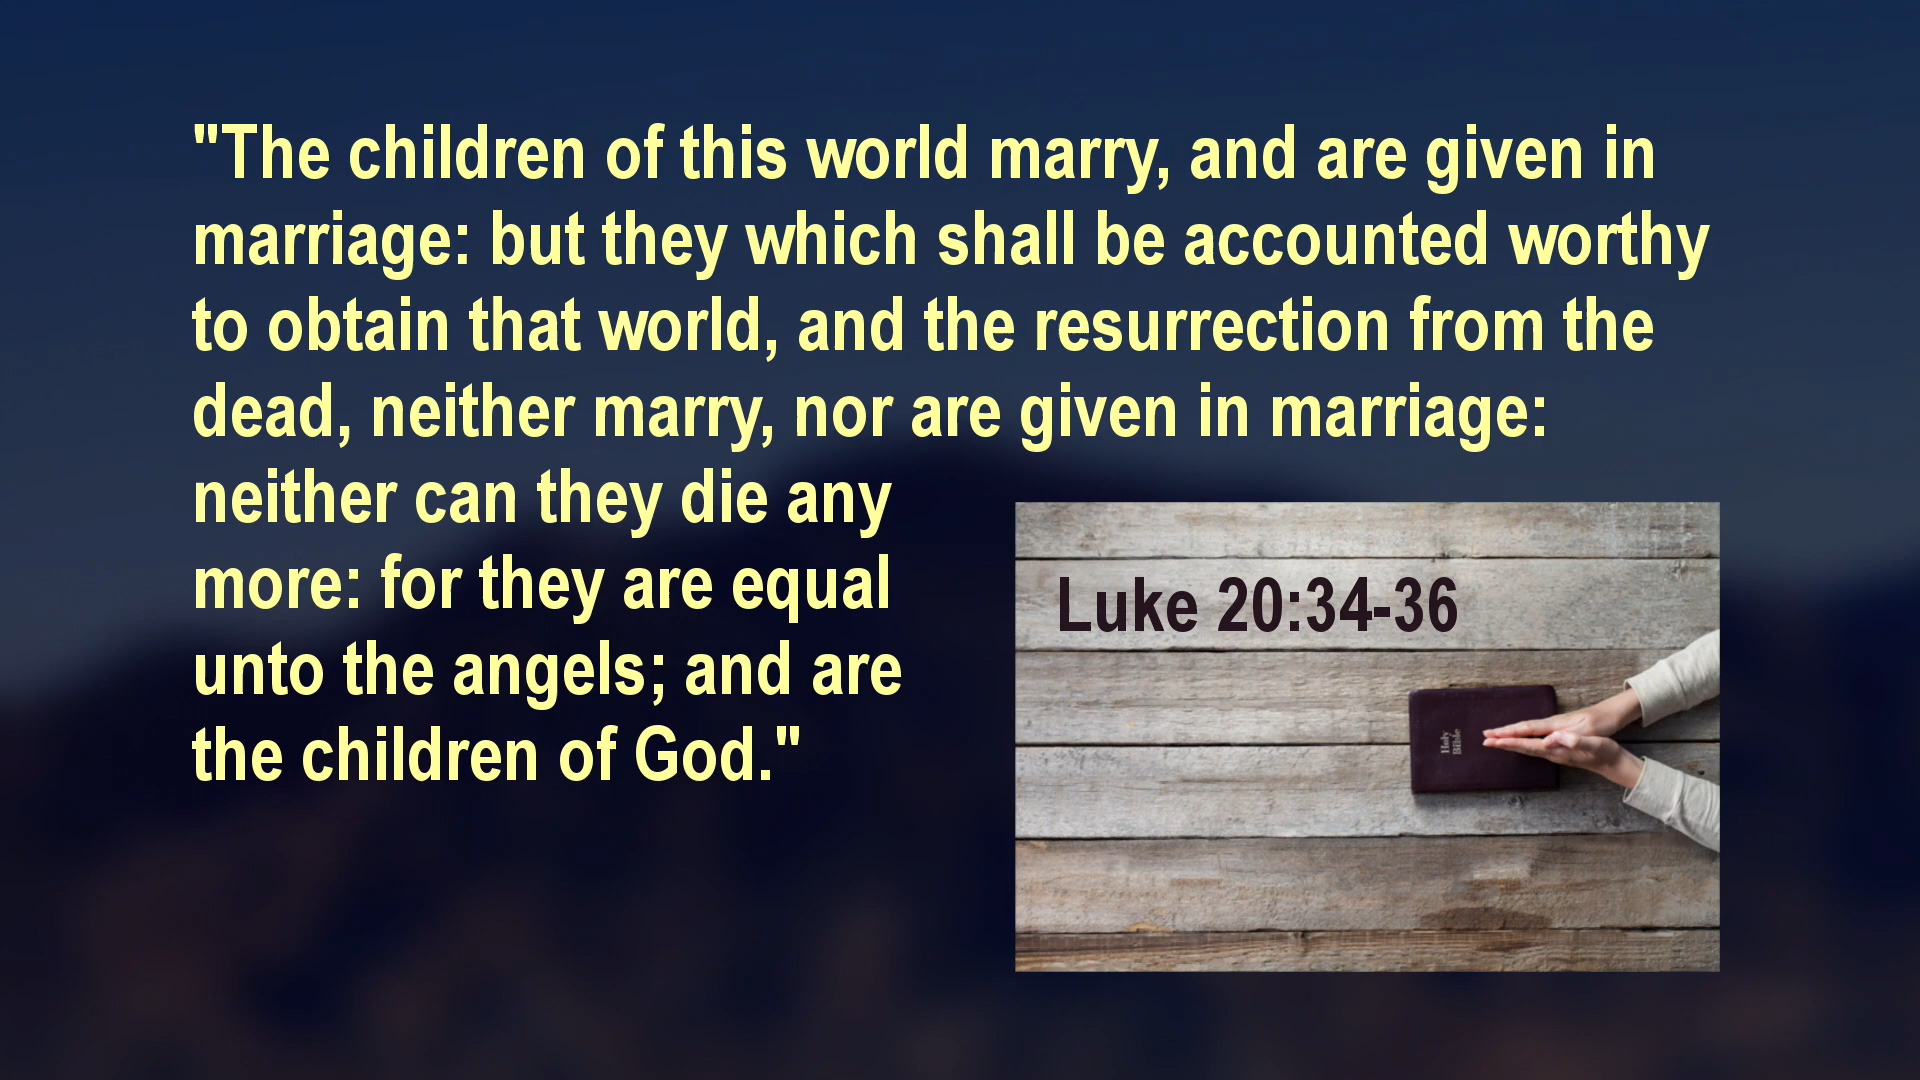 "The children of this world marry, and are given in
marriage: but they which shall be accounted worthy
to obtain that world, and the resurrection from the
dead, neither marry, nor are given in marriage:
neither can they die any
more: for they are equal
unto the angels; and are
the children of God."
Luke 20:34-36
Holy
Bible